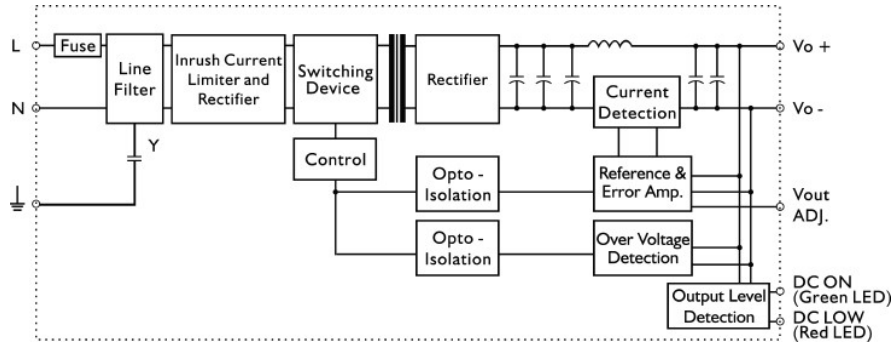 L
Fuse
Line
Filter
Inrush Current
Limiter and
Rectifier
Switching
Device
Rectifier
Current
Detection
Vo +
N
Vo -
Y
Control
Opto -
Isolation
Reference &
Error Amp.
Vout
ADJ.
Opto -
Isolation
Over Voltage
Detection
Output Level
Detection
DC ON
(Green LED)
DC LOW
(Red LED)